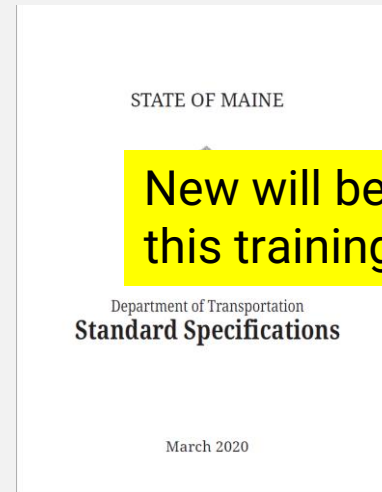 STATE OF MAINE
New will be
this training
Department of Transportation
Standard Specifications
March 2020